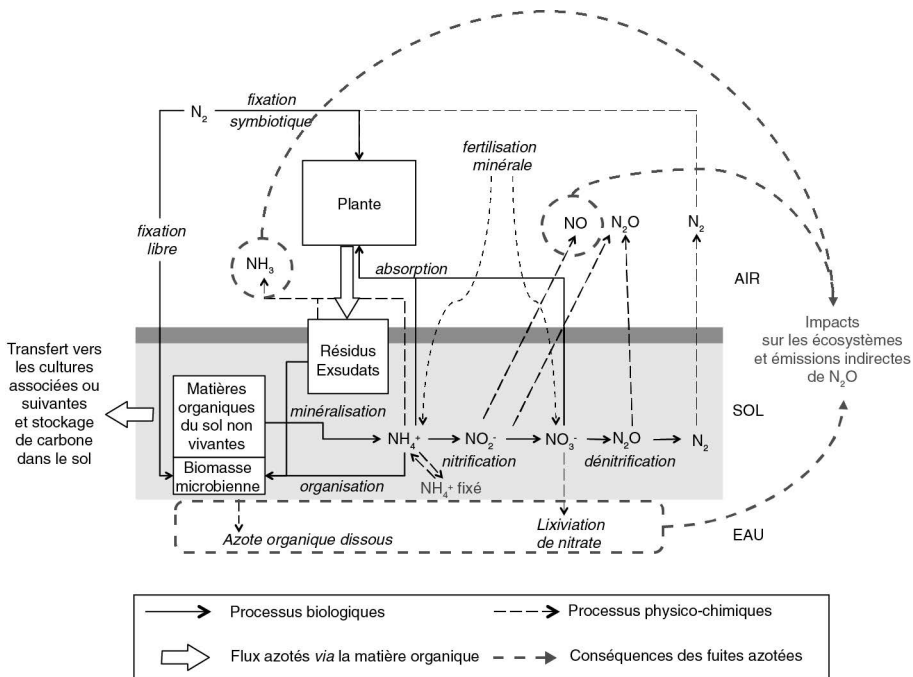 N₂
fixation
symbiotique
fertilisation
minérale
Plante
NO
N₂O
N₂
fixation
libre
NH₃
absorption
AIR
Impacts
sur les écosystèmes
et émissions indirectes
de N₂O
Résidus
Exsudats
Transfert vers
les cultures
associées ou
suivantes
et stockage
de carbone
dans le sol
Matières
organiques
du sol non
vivantes
minéralisation
SOL
NH₄⁺
NO₂⁻
NO₃⁻
N₂O
N₂
nitrification
dénitrification
Biomasse
microbienne
organisation
NH₄⁺ fixé
Azote organique dissous
Lixiviation
de nitrate
EAU
Processus biologiques
Processus physico-chimiques
Flux azotés via la matière organique
Conséquences des fuites azotées